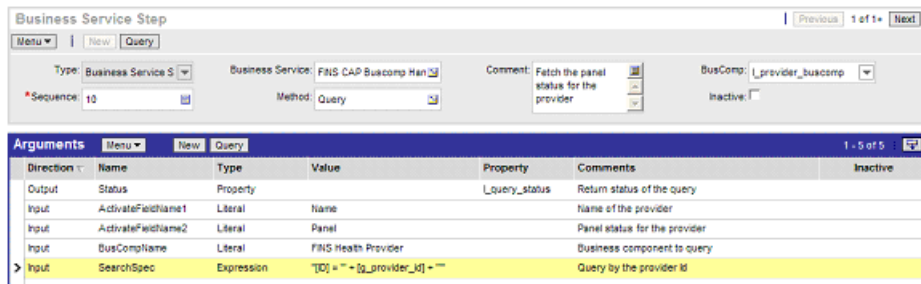 Business Service Step
Previous 1 of 1+ Next
Menu New Query
Type: Business Service S Business Service: FINS CAP Buscomp Han Comment: Fetch the panel status for the provider BusComp: l_provider_buscomp
*Sequence: 10 Method: Query Inactive:
Arguments Menu New Query 1 - 5 of 5
Direction Name Type Value Property Comments Inactive
Output Status Property l_query_status Return status of the query
Input ActivateFieldName1 Literal Name Name of the provider
Input ActivateFieldName2 Literal Panel Panel status for the provider
Input BusCompName Literal FINS Health Provider Business component to query
Input SearchSpec Expression "[ID] = '" + [g_provider_id] + "'" Query by the provider Id